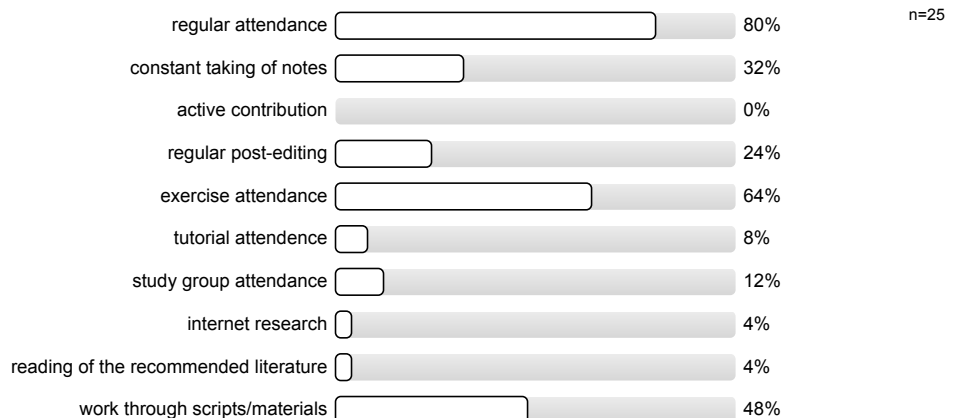 n=25
regular attendance 80%
constant taking of notes 32%
active contribution 0%
regular post-editing 24%
exercise attendance 64%
tutorial attendence 8%
study group attendance 12%
internet research 4%
reading of the recommended literature 4%
work through scripts/materials 48%